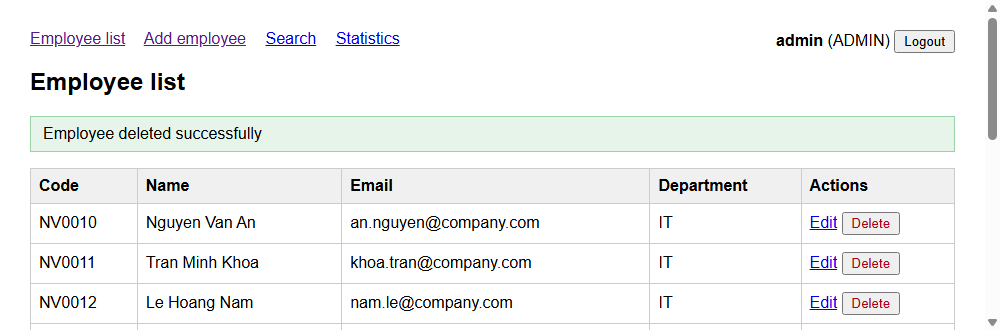 Employee list Add employee Search Statistics admin (ADMIN) Logout
Employee list
Employee deleted successfully
Code Name Email Department Actions
NV0010 Nguyen Van An an.nguyen@company.com IT Edit Delete
NV0011 Tran Minh Khoa khoa.tran@company.com IT Edit Delete
NV0012 Le Hoang Nam nam.le@company.com IT Edit Delete